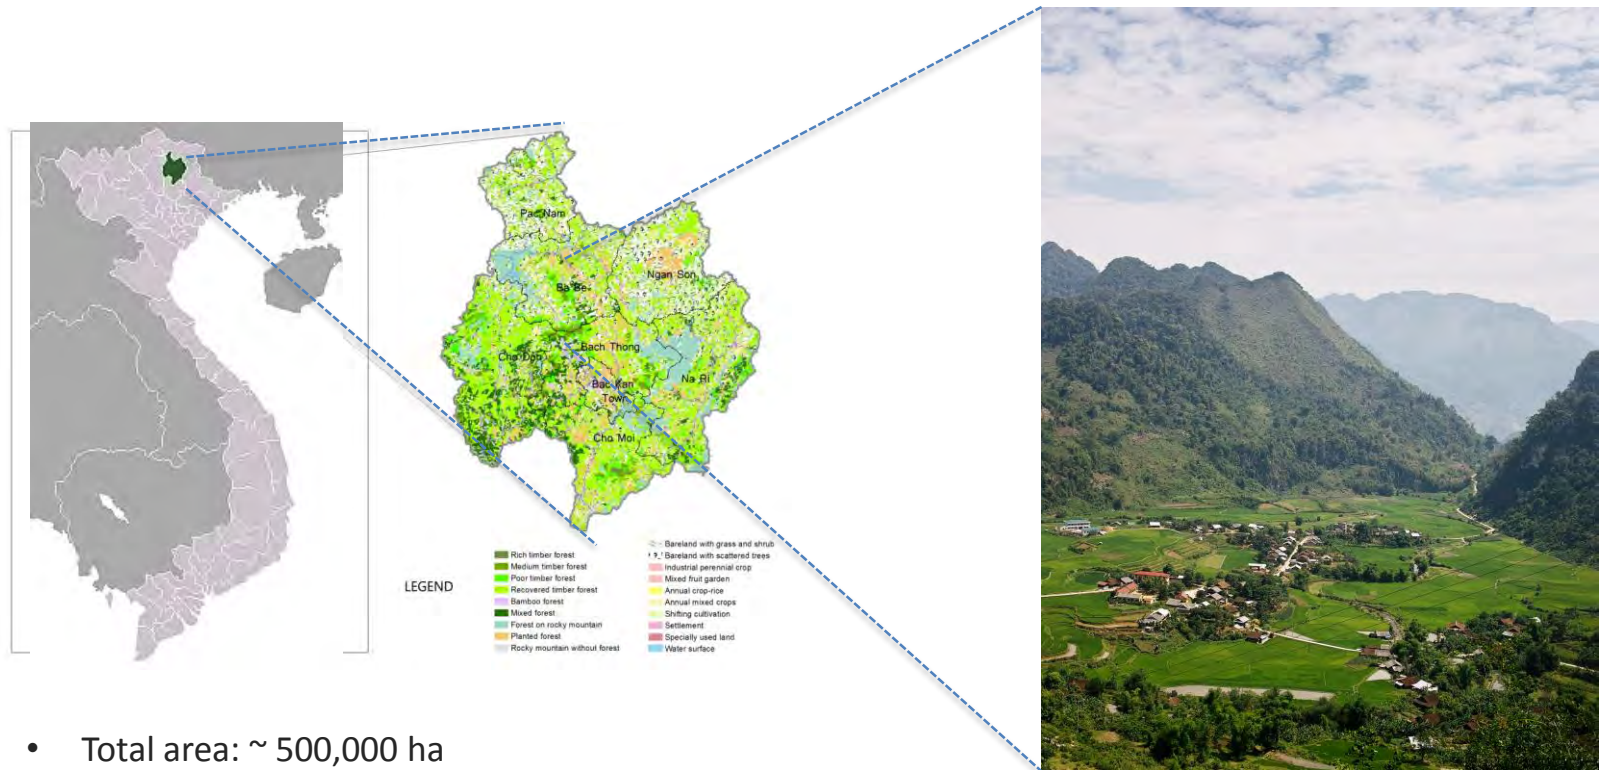 Pac Nam
Ngan Son
Ba Be
Bach Thong
Cho Don
Na Ri
Bac Kan
Town
Cho Moi
LEGEND
Rich timber forest
Medium timber forest
Poor timber forest
Recovered timber forest
Bamboo forest
Mixed forest
Forest on rocky mountain
Planted forest
Rocky mountain without forest
Bareland with grass and shrub
Bareland with scattered trees
Industrial perennial crop
Mixed fruit garden
Annual crop-rice
Annual mixed crops
Shifting cultivation
Settlement
Specially used land
Water surface
• Total area: ~ 500,000 ha